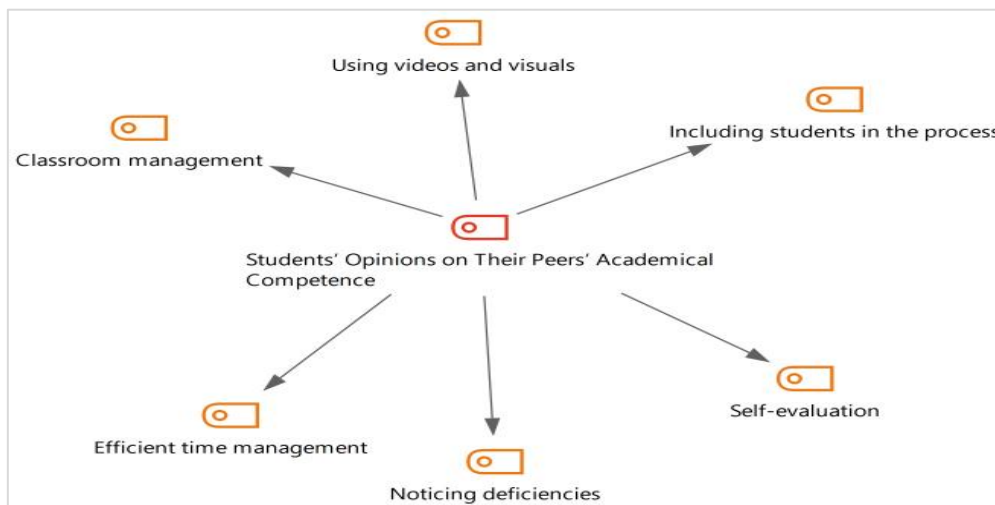 Using videos and visuals
Including students in the process
Classroom management
Students' Opinions on Their Peers' Academical
Competence
Self-evaluation
Efficient time management
Noticing deficiencies